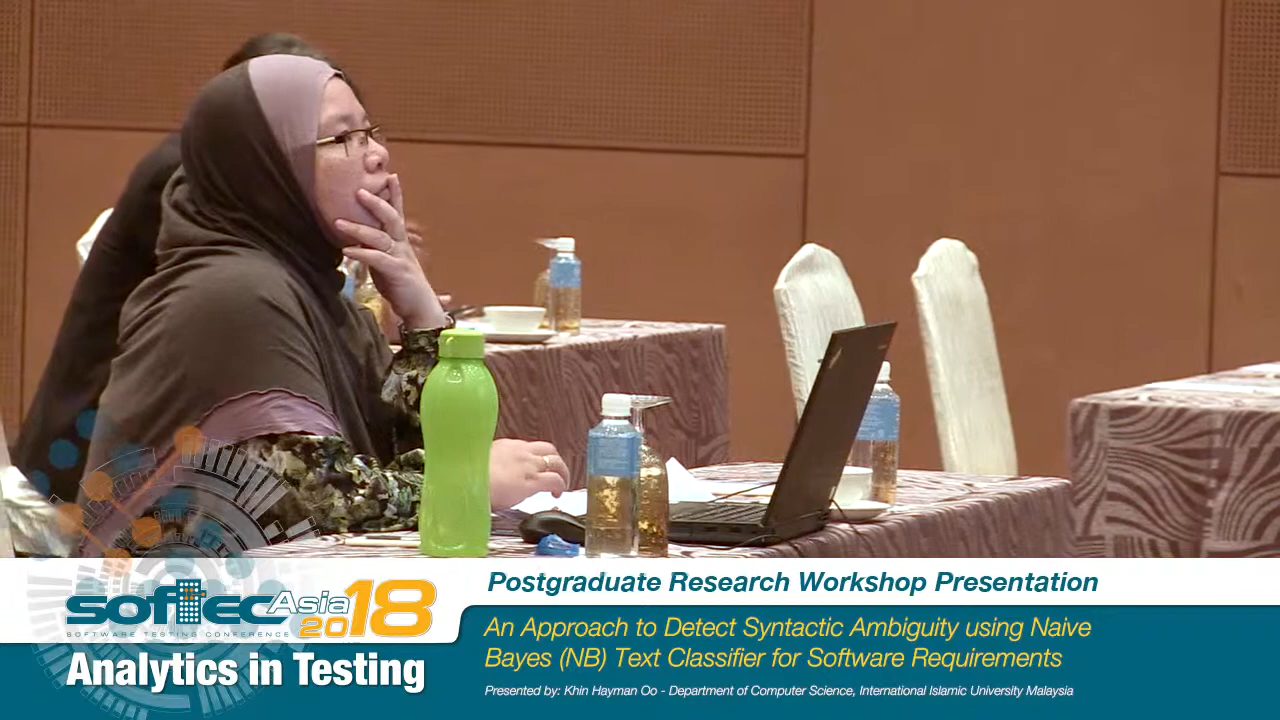 softec Asia 2018
SOFTWARE TESTING CONFERENCE
Analytics in Testing
Postgraduate Research Workshop Presentation
An Approach to Detect Syntactic Ambiguity using Naive
Bayes (NB) Text Classifier for Software Requirements
Presented by: Khin Hayman Oo - Department of Computer Science, International Islamic University Malaysia